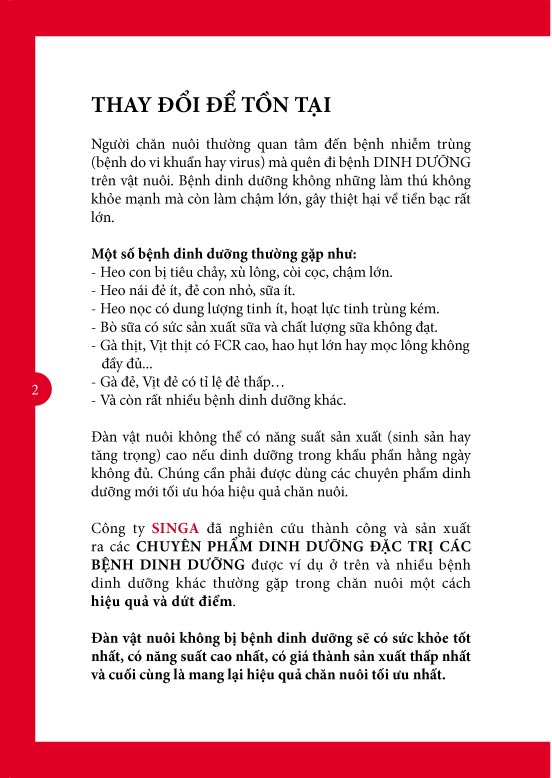 THAY ĐỔI ĐỂ TỒN TẠI
Người chăn nuôi thường quan tâm đến bệnh nhiễm trùng
(bệnh do vi khuẩn hay virus) mà quên đi bệnh DINH DƯỠNG
trên vật nuôi. Bệnh dinh dưỡng không những làm thú không
khỏe mạnh mà còn làm chậm lớn, gây thiệt hại về tiền bạc rất
lớn.
Một số bệnh dinh dưỡng thường gặp như:
- Heo con bị tiêu chảy, xù lông, còi cọc, chậm lớn.
- Heo nái đẻ ít, đẻ con nhỏ, sữa ít.
- Heo nọc có dung lượng tinh ít, hoạt lực tinh trùng kém.
- Bò sữa có sức sản xuất sữa và chất lượng sữa không đạt.
- Gà thịt, Vịt thịt có FCR cao, hao hụt lớn hay mọc lông không
đầy đủ...
- Gà đẻ, Vịt đẻ có tỉ lệ đẻ thấp…
- Và còn rất nhiều bệnh dinh dưỡng khác.
2
Đàn vật nuôi không thể có năng suất sản xuất (sinh sản hay
tăng trọng) cao nếu dinh dưỡng trong khẩu phần hằng ngày
không đủ. Chúng cần phải được dùng các chuyên phẩm dinh
dưỡng mới tối ưu hóa hiệu quả chăn nuôi.
Công ty SINGA đã nghiên cứu thành công và sản xuất
ra các CHUYÊN PHẨM DINH DƯỠNG ĐẶC TRỊ CÁC
BỆNH DINH DƯỠNG được ví dụ ở trên và nhiều bệnh
dinh dưỡng khác thường gặp trong chăn nuôi một cách
hiệu quả và dứt điểm.
Đàn vật nuôi không bị bệnh dinh dưỡng sẽ có sức khỏe tốt
nhất, có năng suất cao nhất, có giá thành sản xuất thấp nhất
và cuối cùng là mang lại hiệu quả chăn nuôi tối ưu nhất.